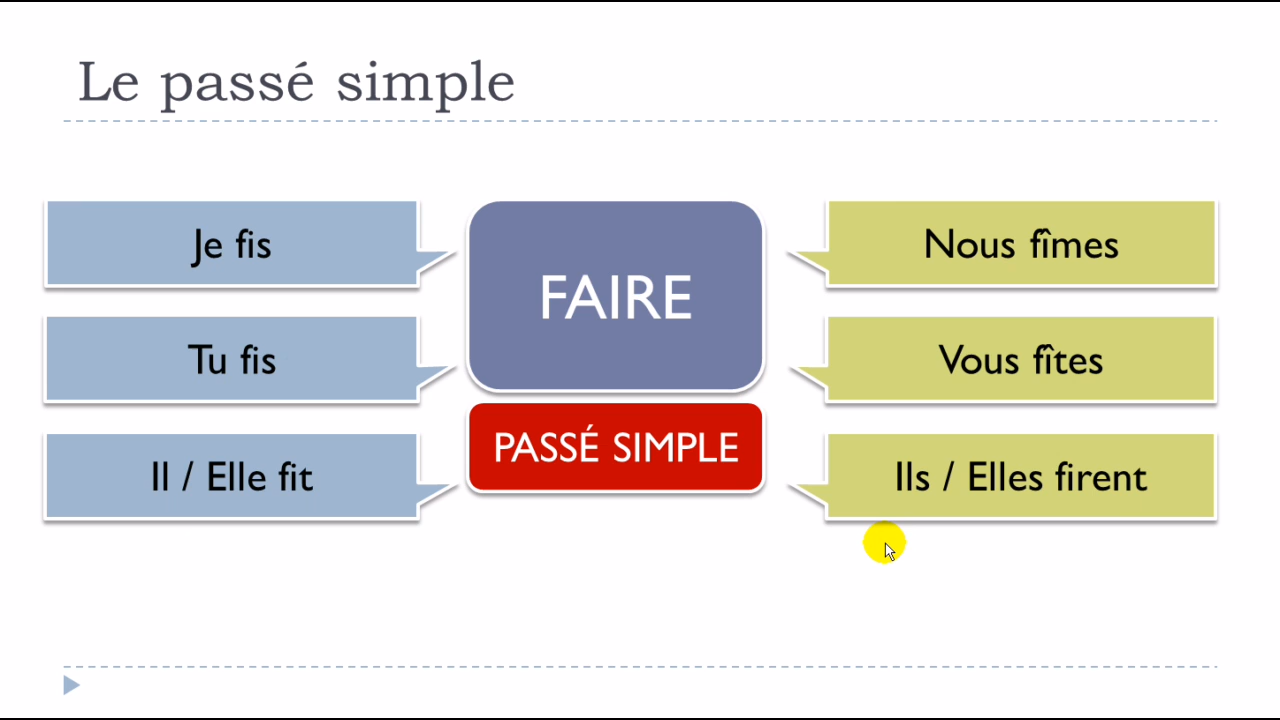 Le passé simple
Je fis
Tu fis
Il / Elle fit
FAIRE
PASSÉ SIMPLE
Nous fîmes
Vous fîtes
Ils / Elles firent